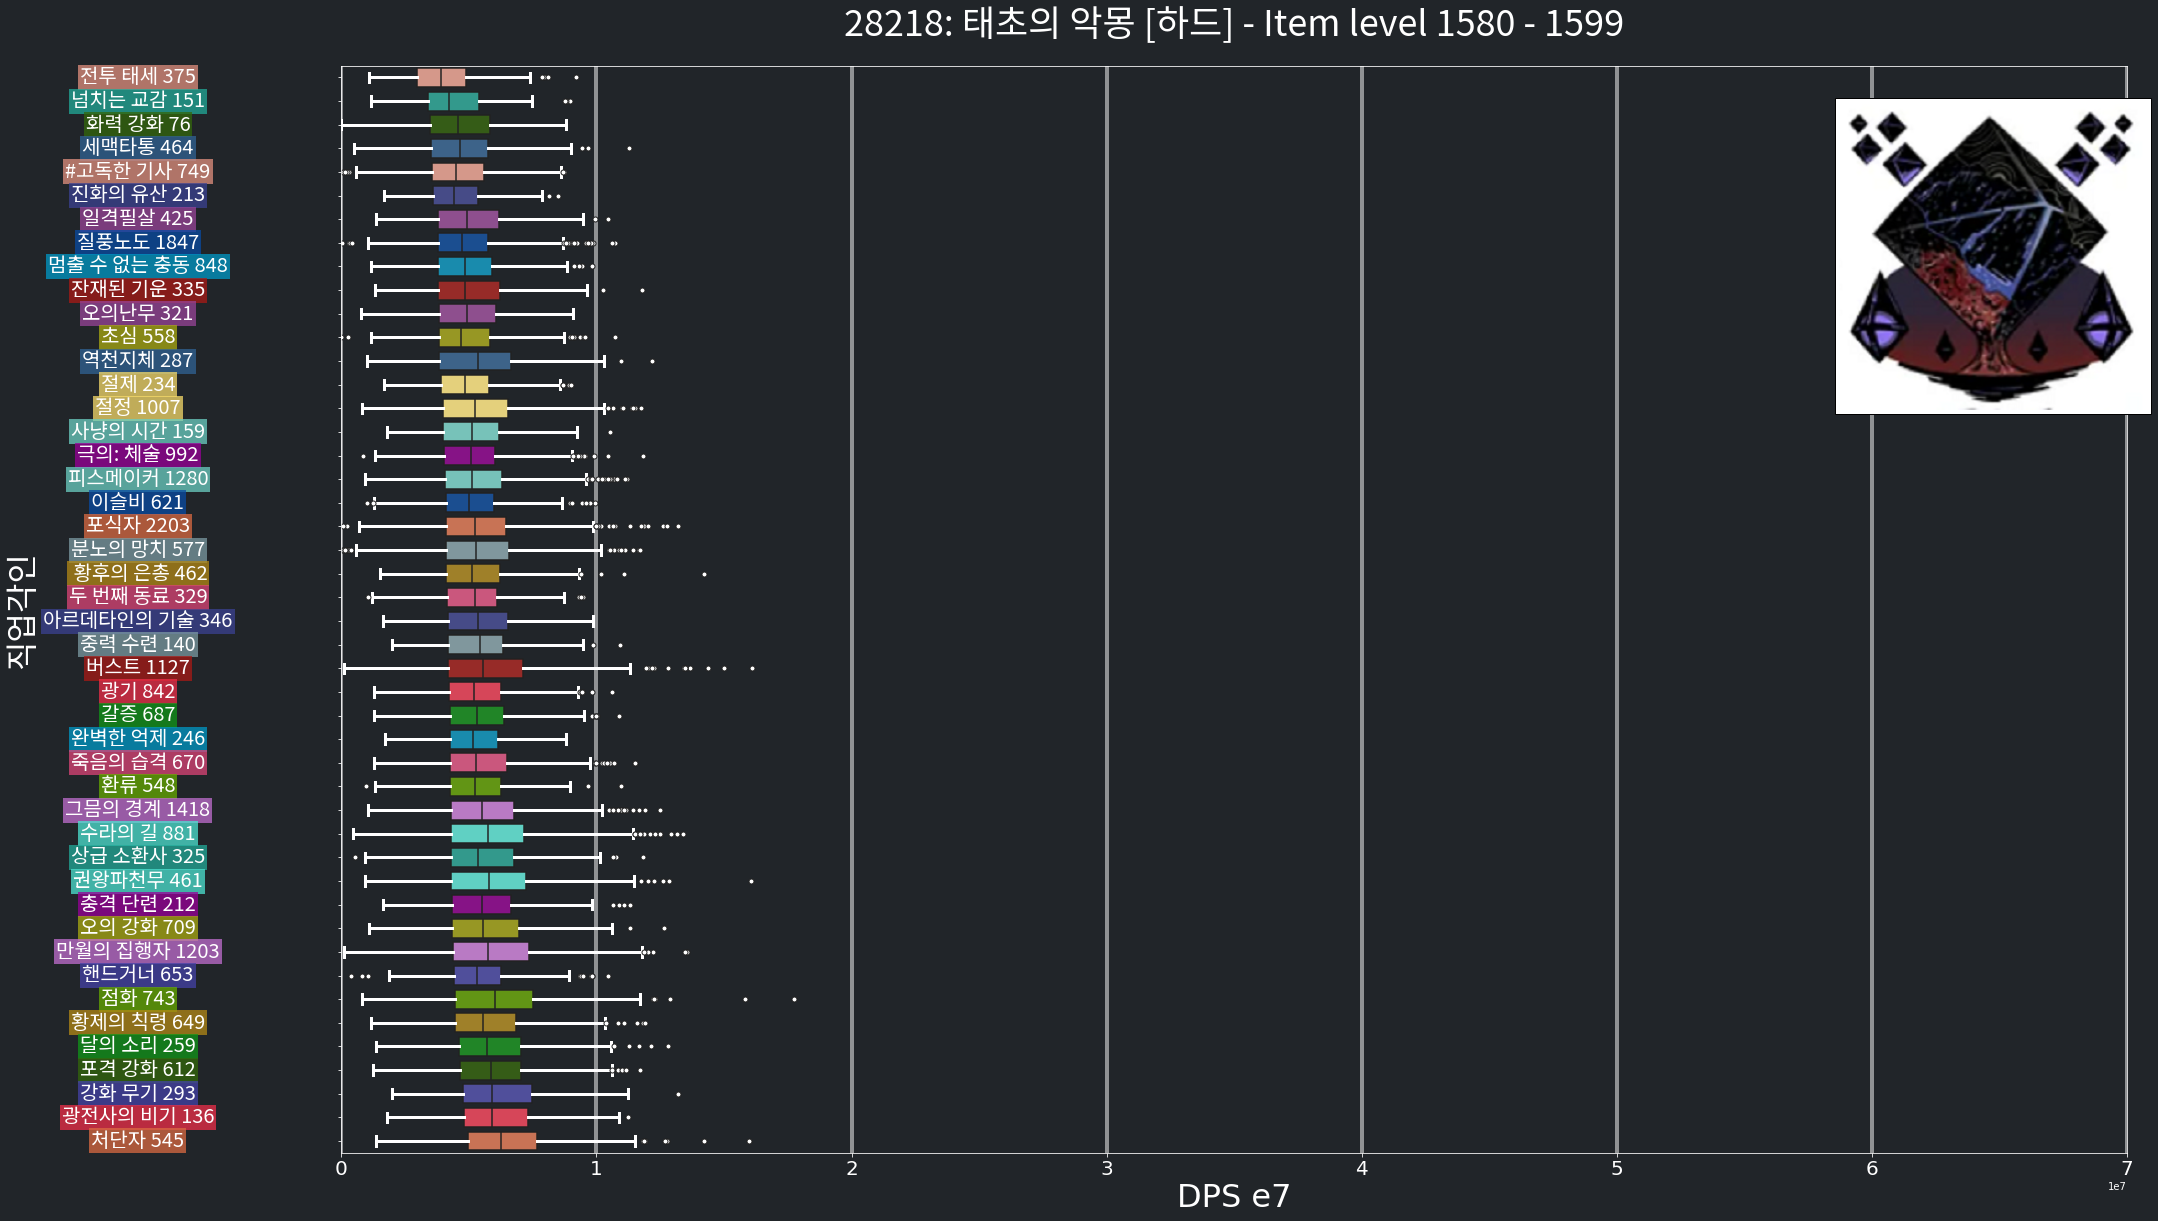 28218: 태초의 악몽 [하드] - Item level 1580 - 1599
직업각인
전투 태세 375
넘치는 교감 151
화력 강화 76
세맥타통 464
#고독한 기사 749
진화의 유산 213
일격필살 425
질풍노도 1847
멈출 수 없는 충동 848
잔재된 기운 335
오의난무 321
초심 558
역천지체 287
절제 234
절정 1007
사냥의 시간 159
극의: 체술 992
피스메이커 1280
이슬비 621
포식자 2203
분노의 망치 577
황후의 은총 462
두 번째 동료 329
아르데타인의 기술 346
중력 수련 140
버스트 1127
광기 842
갈증 687
완벽한 억제 246
죽음의 습격 670
환류 548
그믐의 경계 1418
수라의 길 881
상급 소환사 325
권왕파천무 461
충격 단련 212
오의 강화 709
만월의 집행자 1203
핸드거너 653
점화 743
황제의 칙령 649
달의 소리 259
포격 강화 612
강화 무기 293
광전사의 비기 136
처단자 545
0 1 2 3 4 5 6 7
1e7
DPS e7